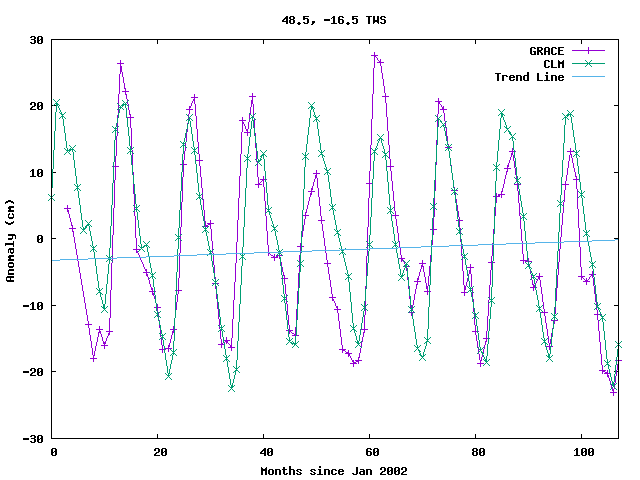 48.5, -16.5 TWS
GRACE
CLM
Trend Line
30
20
10
0
-10
-20
-30
Anomaly (cm)
0 20 40 60 80 100
Months since Jan 2002